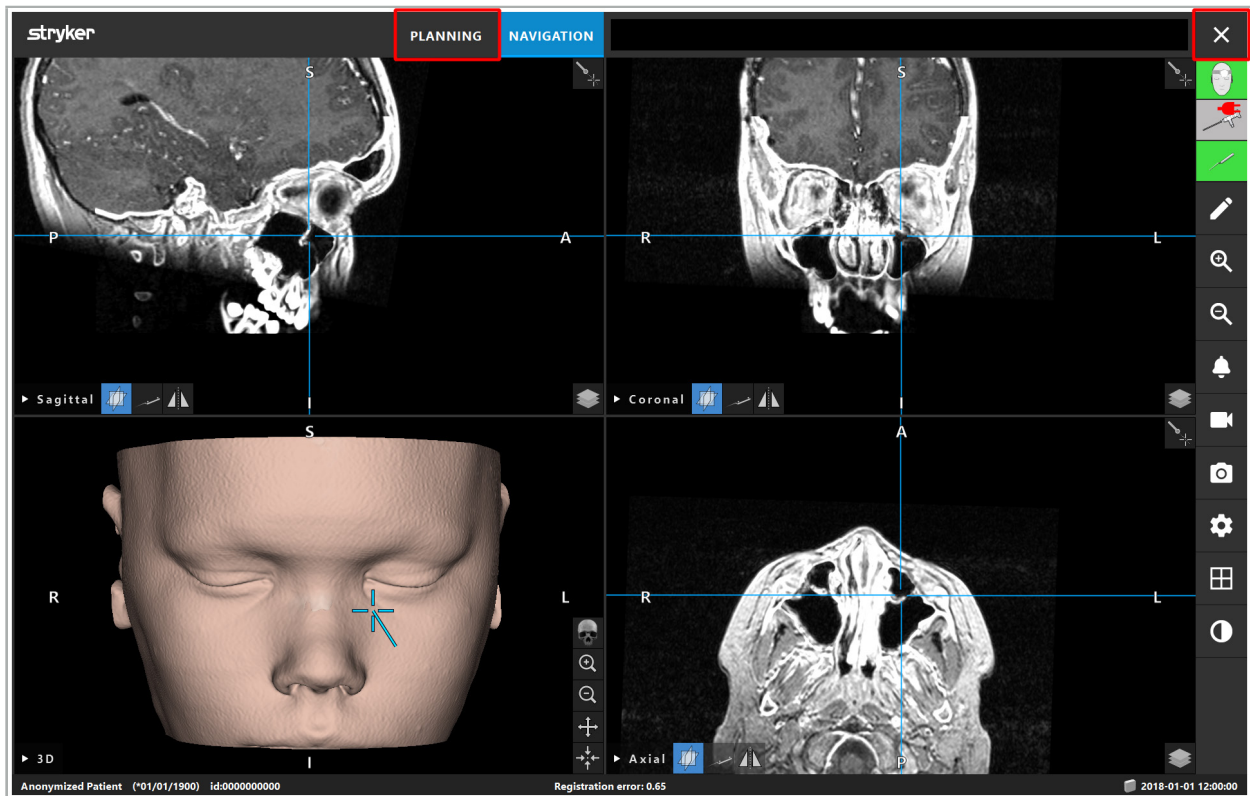 stryker
PLANNING
NAVIGATION
S
P
A
I
Sagittal
S
R
L
I
Coronal
S
R
L
I
3D
A
R
L
P
Axial
Anonymized Patient (*01/01/1900) id:0000000000
Registration error: 0.65
2018-01-01 12:00:00